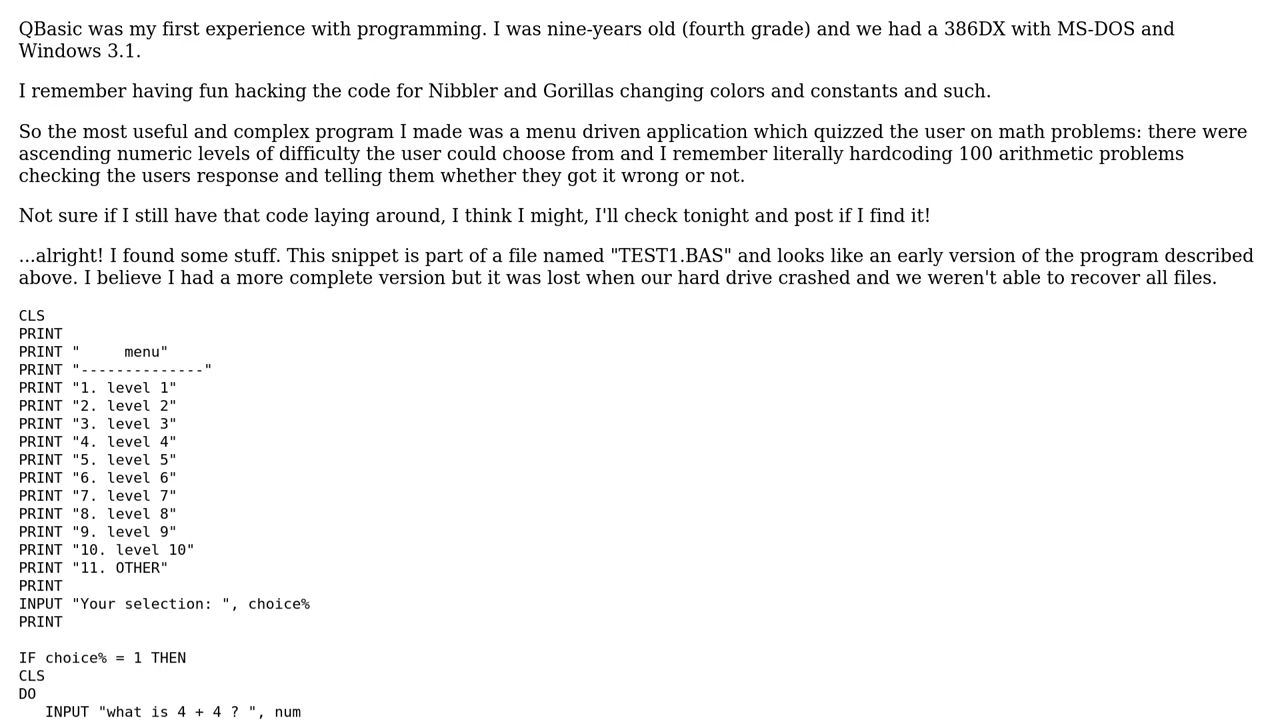 QBasic was my first experience with programming. I was nine-years old (fourth grade) and we had a 386DX with MS-DOS and
Windows 3.1.
I remember having fun hacking the code for Nibbler and Gorillas changing colors and constants and such.
So the most useful and complex program I made was a menu driven application which quizzed the user on math problems: there were
ascending numeric levels of difficulty the user could choose from and I remember literally hardcoding 100 arithmetic problems
checking the users response and telling them whether they got it wrong or not.
Not sure if I still have that code laying around, I think I might, I'll check tonight and post if I find it!
...alright! I found some stuff. This snippet is part of a file named "TEST1.BAS" and looks like an early version of the program described
above. I believe I had a more complete version but it was lost when our hard drive crashed and we weren't able to recover all files.
CLS
PRINT
PRINT "     menu"
PRINT "--------------"
PRINT "1. level 1"
PRINT "2. level 2"
PRINT "3. level 3"
PRINT "4. level 4"
PRINT "5. level 5"
PRINT "6. level 6"
PRINT "7. level 7"
PRINT "8. level 8"
PRINT "9. level 9"
PRINT "10. level 10"
PRINT "11. OTHER"
PRINT
INPUT "Your selection: ", choice%
PRINT
IF choice% = 1 THEN
CLS
DO
   INPUT "what is 4 + 4 ? ", num